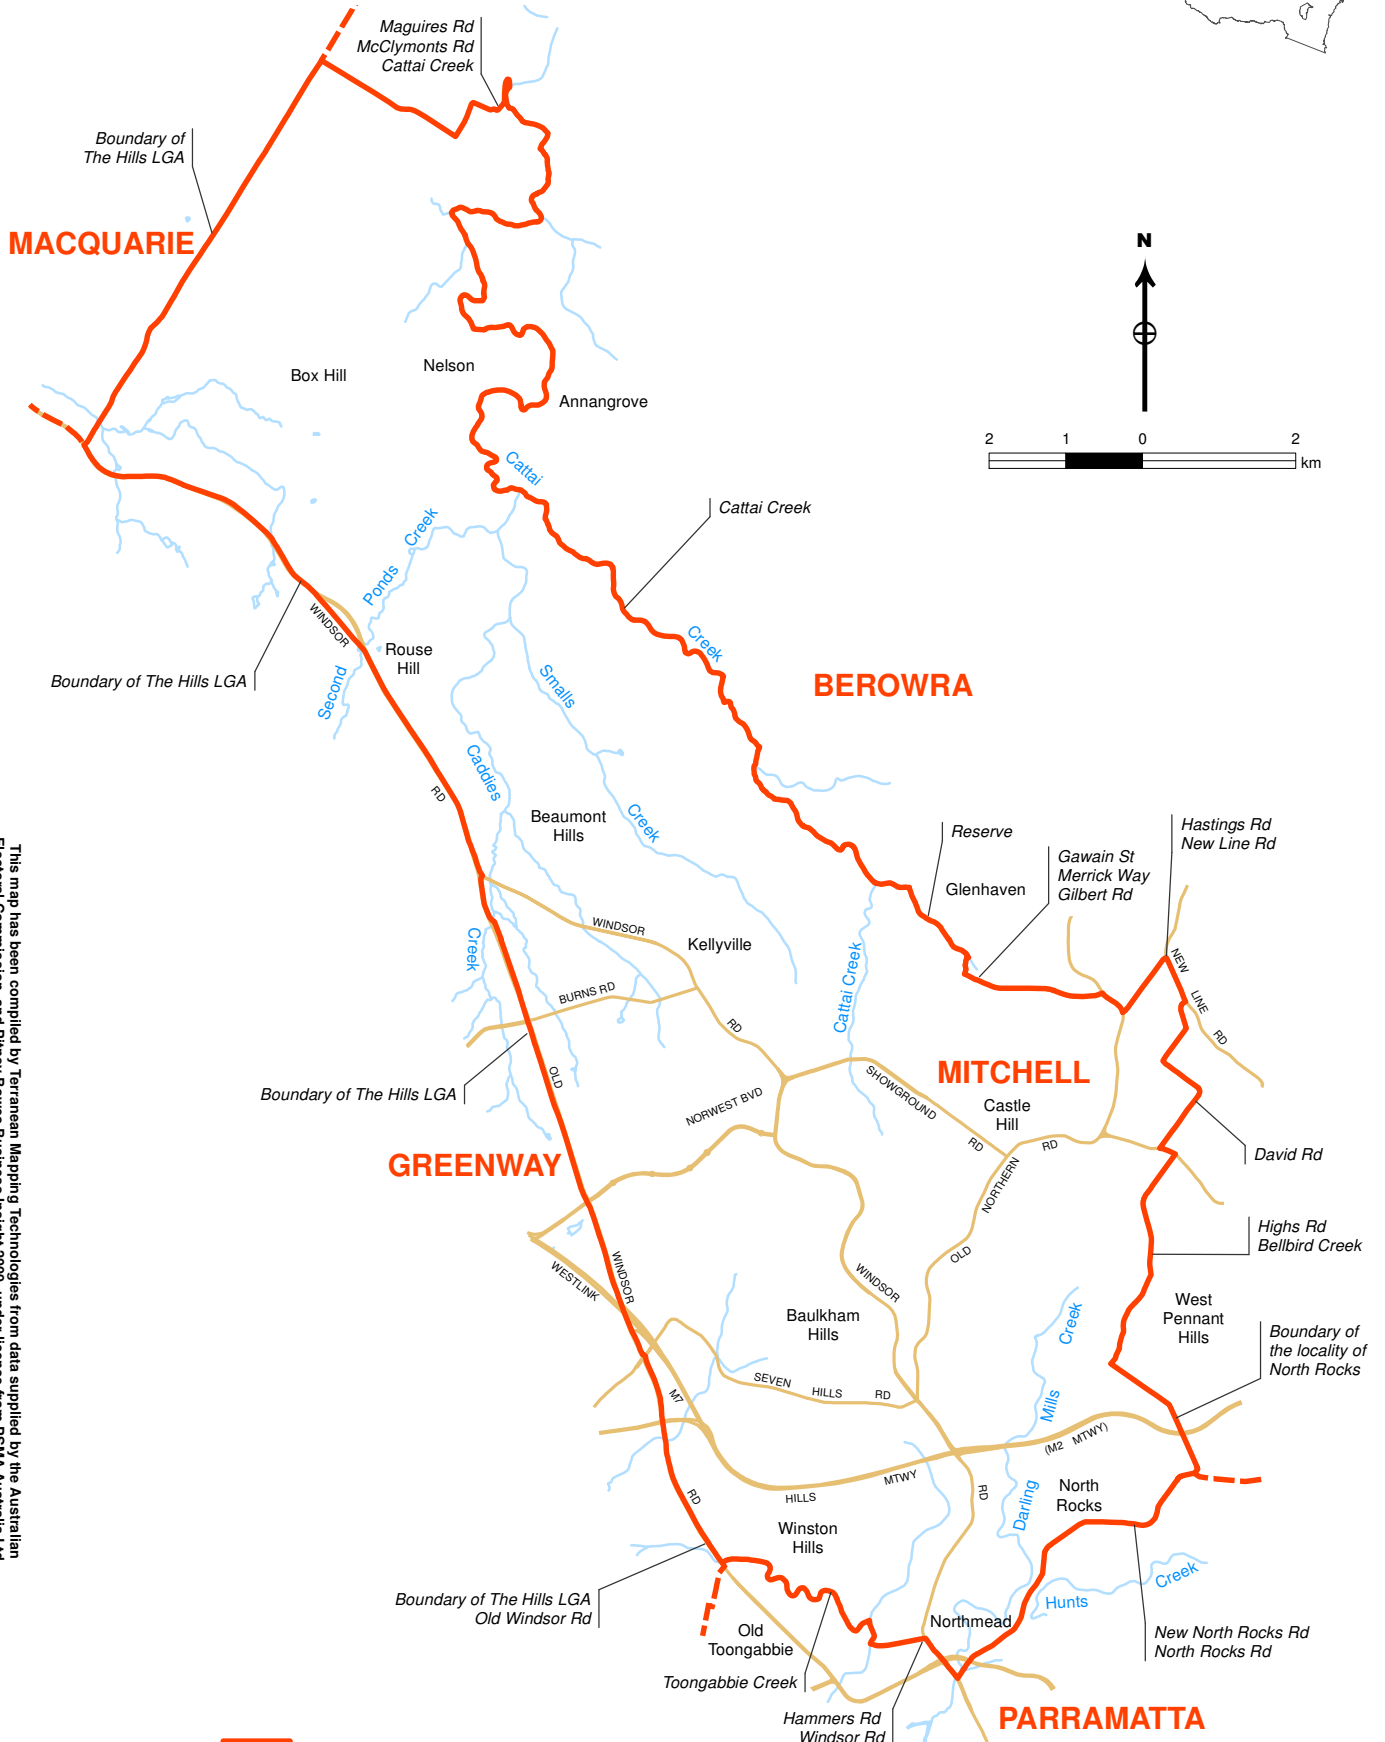 Maguires Rd
McClymonts Rd
Cattai Creek
Boundary of
The Hills LGA
MACQUARIE
N
2 1 0 2
km
Box Hill
Nelson
Annangrove
Cattai
Creek
Cattai Creek
Second
Ponds
Creek
WINDSOR
Rouse
Hill
Boundary of The Hills LGA
Smalls
Creek
BEROWRA
RD
Caddies
Creek
Beaumont
Hills
Reserve
Glenhaven
Gawain St
Merrick Way
Gilbert Rd
Hastings Rd
New Line Rd
WINDSOR
Kellyville
BURNS RD
RD
Cattai Creek
NEW
LINE
RD
Boundary of The Hills LGA
OLD
NORWEST BVD
SHOWGROUND
RD
MITCHELL
Castle
Hill
RD
NORTHERN
OLD
David Rd
GREENWAY
Highs Rd
Bellbird Creek
WINDSOR
WESTLINK
WINDSOR
Baulkham
Hills
Creek
Mills
Darling
West
Pennant
Hills
Boundary of
the locality of
North Rocks
M7
SEVEN
HILLS
RD
(M2 MTWY)
MTWY
HILLS
RD
RD
North
Rocks
Winston
Hills
Hunts
Creek
Boundary of The Hills LGA
Old Windsor Rd
Old
Toongabbie
Northmead
New North Rocks Rd
North Rocks Rd
Toongabbie Creek
Hammers Rd
Windsor Rd
PARRAMATTA
This map has been compiled by Terranean Mapping Technologies from data supplied by the Australian